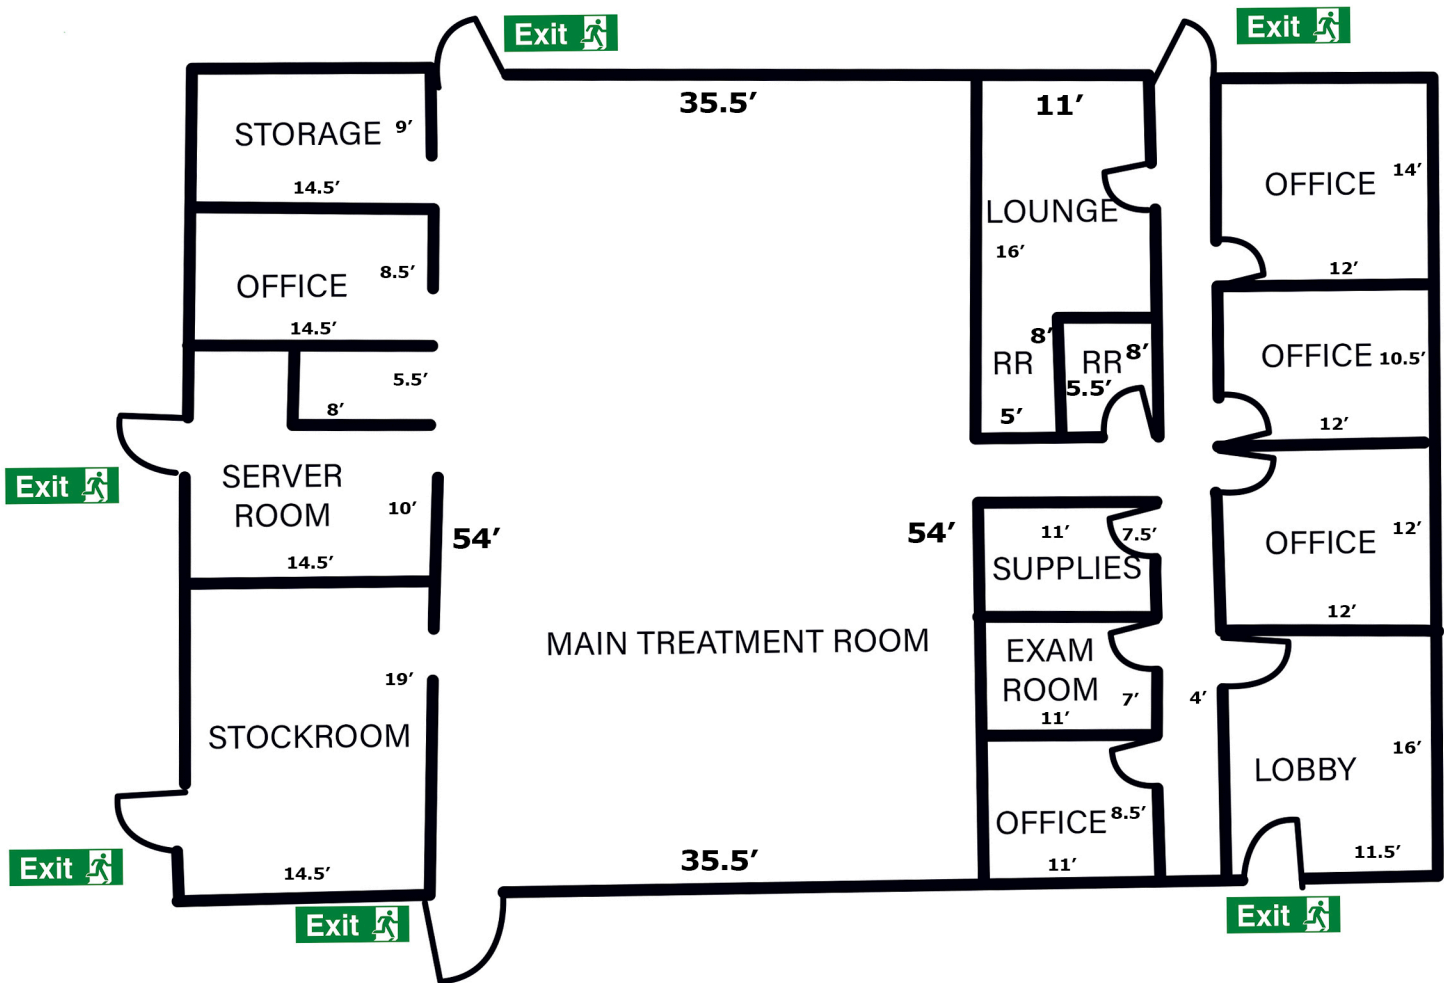 Exit
Exit
35.5′
11′
STORAGE 9′
14.5′
OFFICE 14′
12′
LOUNGE
16′
OFFICE 8.5′
14.5′
8′
RR
RR 8′
5.5′
5′
OFFICE 10.5′
12′
5.5′
8′
Exit
SERVER
ROOM 10′
14.5′
54′
54′
11′ 7.5′
SUPPLIES
OFFICE 12′
12′
MAIN TREATMENT ROOM
EXAM
ROOM 7′
11′
4′
19′
STOCKROOM
14.5′
LOBBY 16′
11.5′
OFFICE 8.5′
11′
35.5′
Exit
Exit
Exit